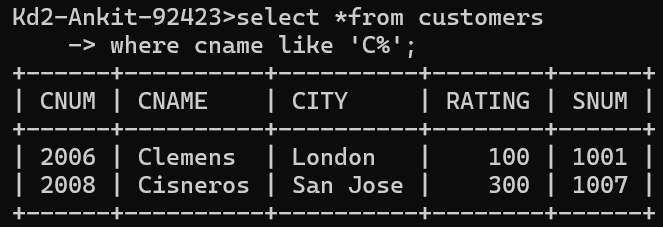 Kd2-Ankit-92423>select *from customers
    -> where cname like 'C%';
+------+----------+----------+--------+------+
| CNUM | CNAME    | CITY     | RATING | SNUM |
+------+----------+----------+--------+------+
| 2006 | Clemens  | London   |    100 | 1001 |
| 2008 | Cisneros | San Jose |    300 | 1007 |
+------+----------+----------+--------+------+